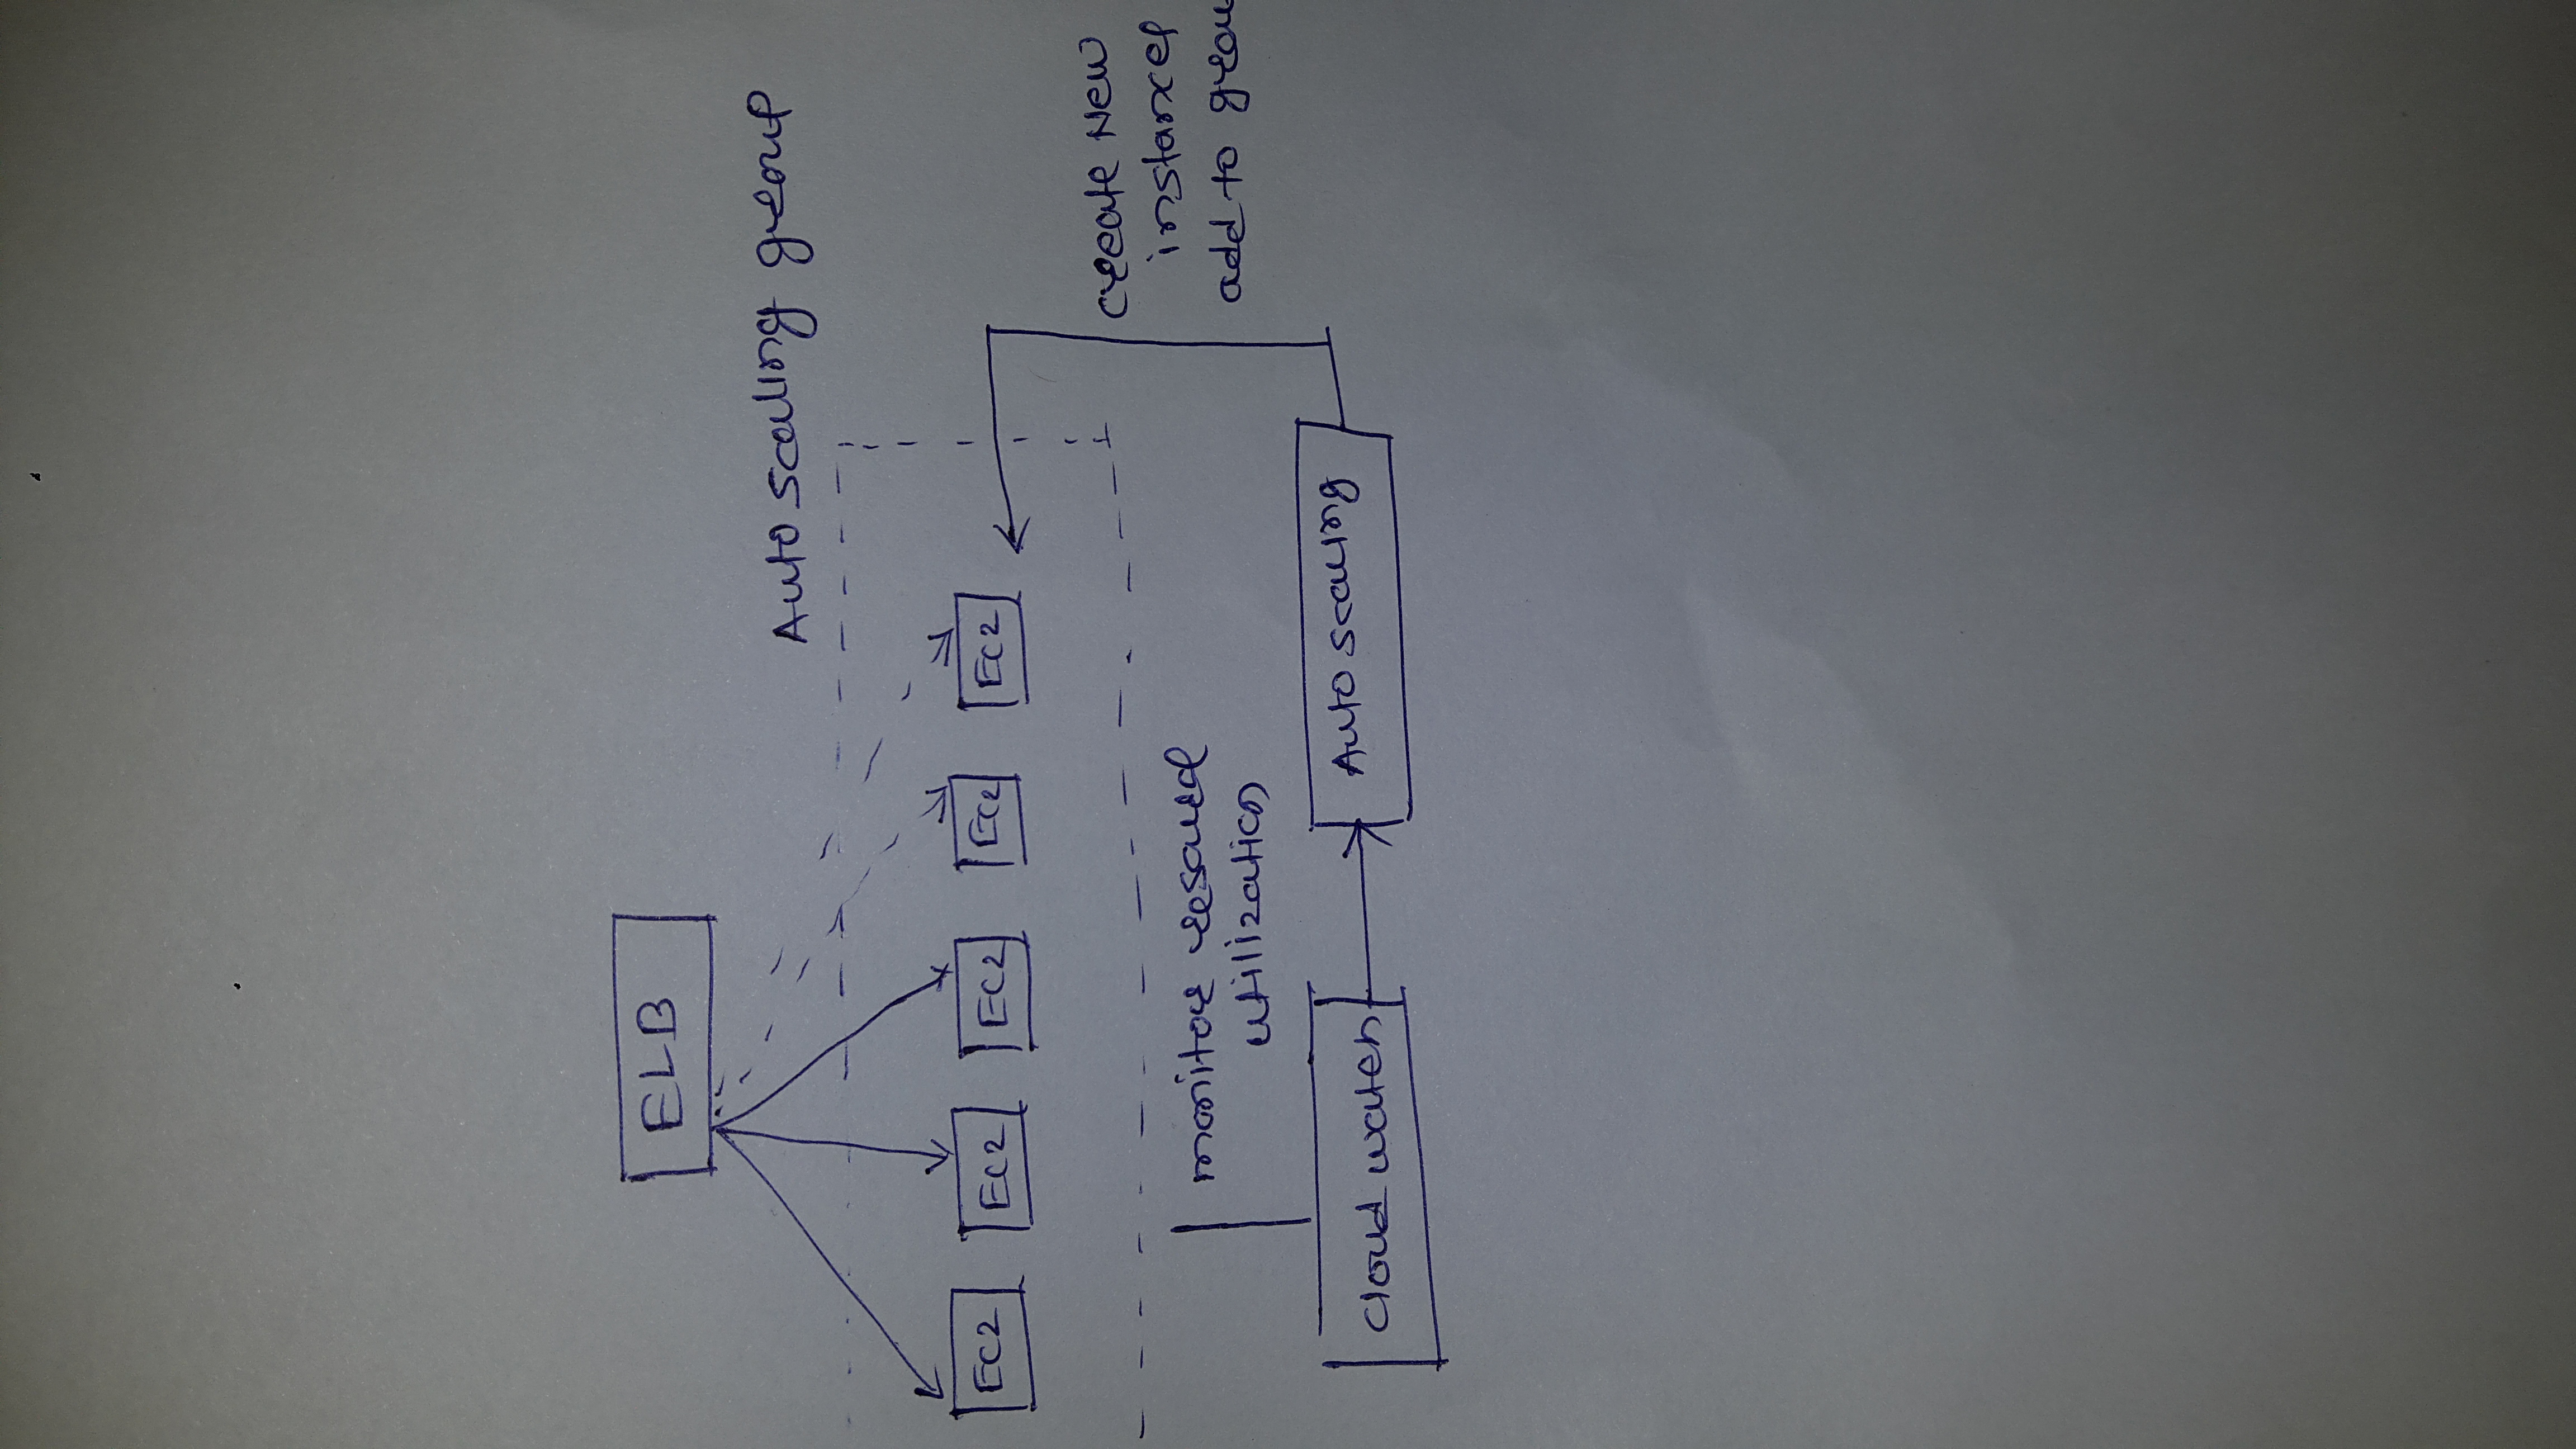 ELB
Auto scaling group
EC2
EC2
EC2
EC2
EC2
create New
instances
add to grou
monitor
utilization
cloud watch
Auto scaling